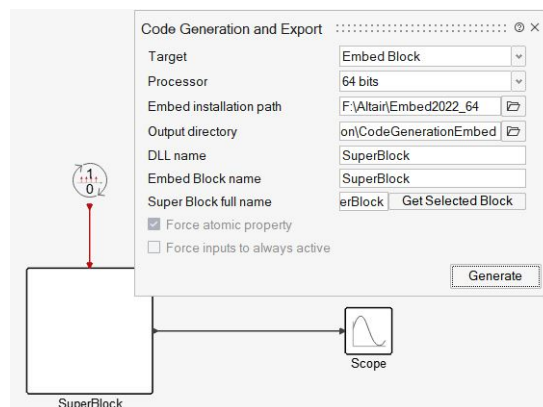 Code Generation and Export
Target Embed Block
Processor 64 bits
Embed installation path F:\Altair\Embed2022_64
Output directory on\CodeGenerationEmbed
DLL name SuperBlock
Embed Block name SuperBlock
Super Block full name erBlock Get Selected Block
Force atomic property
Force inputs to always active
Generate
1
0
Scope
SuperBlock